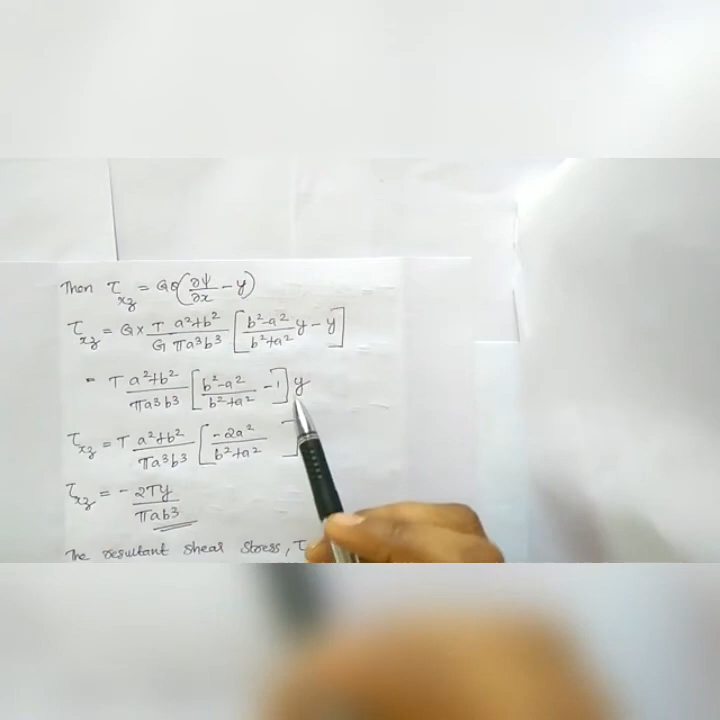 Then τxz = Gθ(∂ψ/∂x − y)
τxz = G × T/G (a²+b²)/(πa³b³) [(b²−a²)/(b²+a²) y − y]
= T (a²+b²)/(πa³b³) [(b²−a²)/(b²+a²) − 1] y
τxz = T (a²+b²)/(πa³b³) [−2a²/(b²+a²)]
τxz = − 2Ty/(πab³)
The resultant shear stress, τ